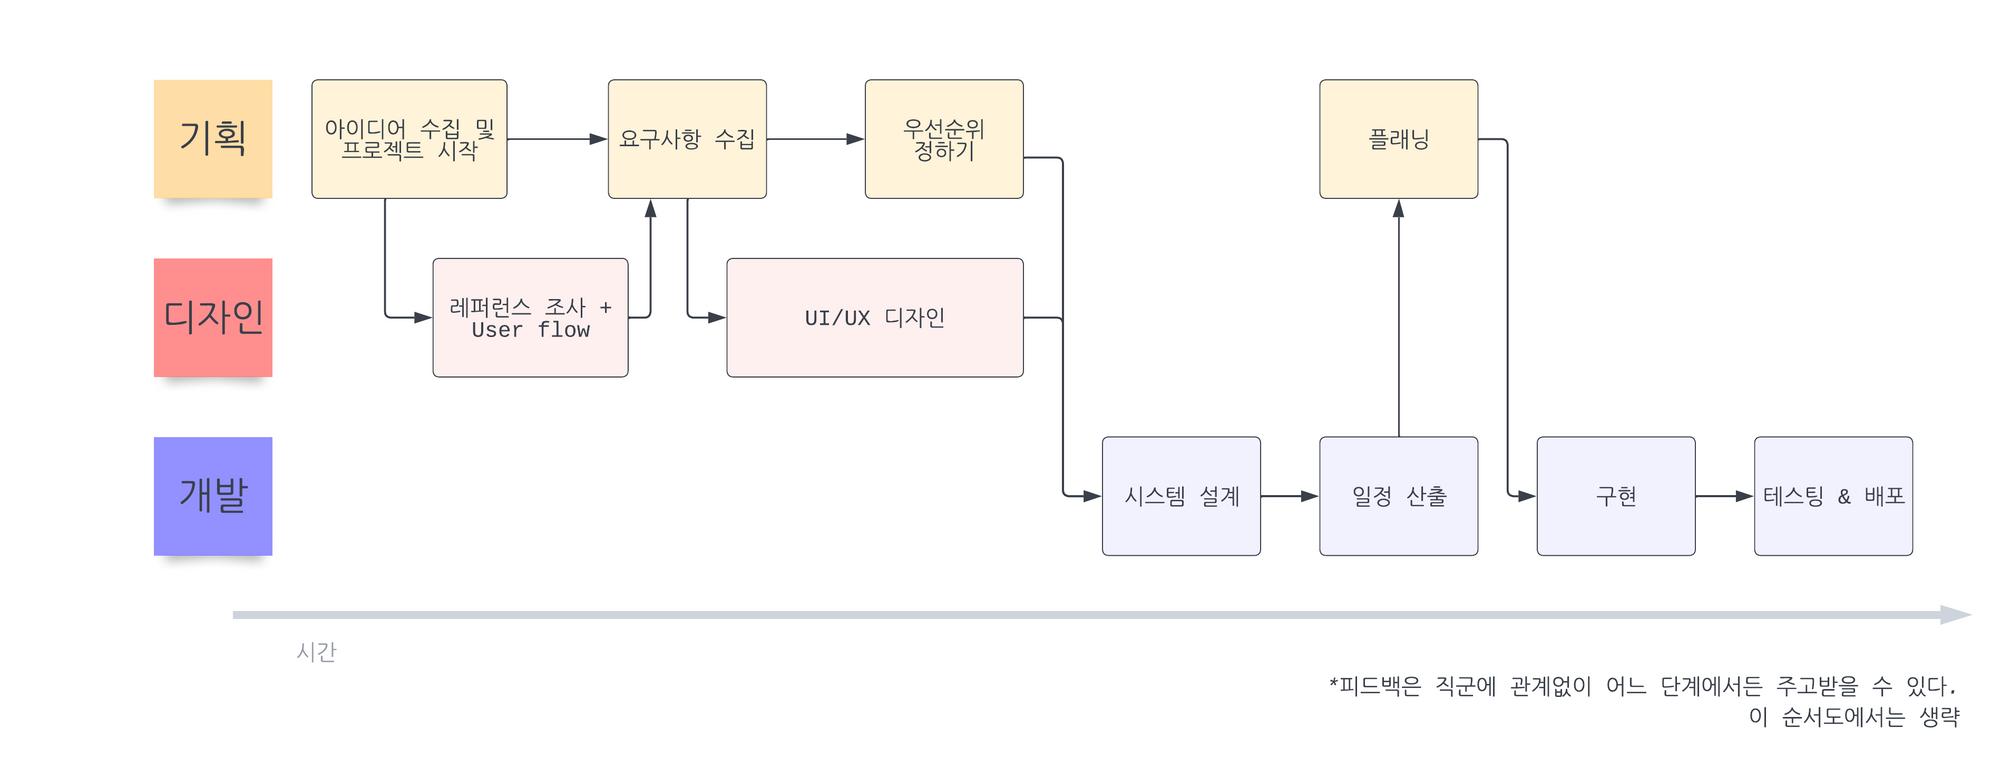 기획
아이디어 수집 및
프로젝트 시작
요구사항 수집
우선순위
정하기
플래닝
디자인
레퍼런스 조사 +
User flow
UI/UX 디자인
개발
시스템 설계
일정 산출
구현
테스팅 & 배포
시간
*피드백은 직군에 관계없이 어느 단계에서든 주고받을 수 있다.
이 순서도에서는 생략